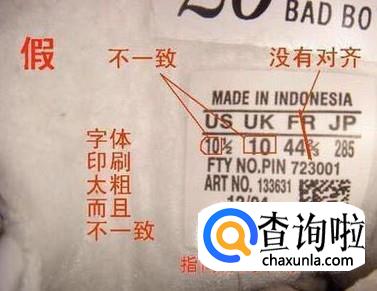 BAD BO
假
不一致
没有对齐
MADE IN INDONESIA
US UK FR JP
10½ 10 44⅔ 285
FTY NO.PIN 723001
ART NO. 133631
字体
印刷
太粗
而且
不一致
查询啦
chaxunla.com